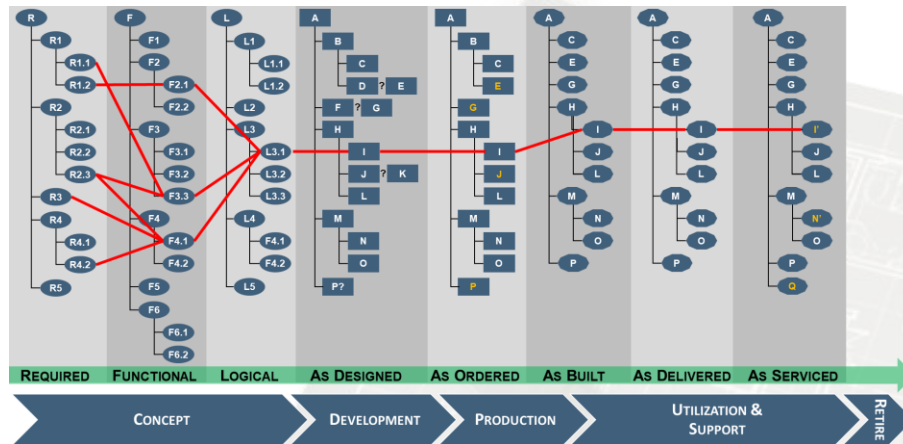 R
R1
R1.1
R1.2
R2
R2.1
R2.2
R2.3
R3
R4
R4.1
R4.2
R5
F
F1
F2
F2.1
F2.2
F3
F3.1
F3.2
F3.3
F4
F4.1
F4.2
F5
F6
F6.1
F6.2
L
L1
L1.1
L1.2
L2
L3
L3.1
L3.2
L3.3
L4
F4.1
F4.2
L5
A
B
C
D ? E
F ? G
H
I
J ? K
L
M
N
O
P?
A
B
C
E
G
H
I
J
L
M
N
O
P
A
C
E
G
H
I
J
L
M
N
O
P
A
C
E
G
H
I
J
L
M
N
O
P
A
C
E
G
H
I'
J
L
M
N'
O
P
Q
REQUIRED FUNCTIONAL LOGICAL AS DESIGNED AS ORDERED AS BUILT AS DELIVERED AS SERVICED
CONCEPT
DEVELOPMENT
PRODUCTION
UTILIZATION &
SUPPORT
RETIRE